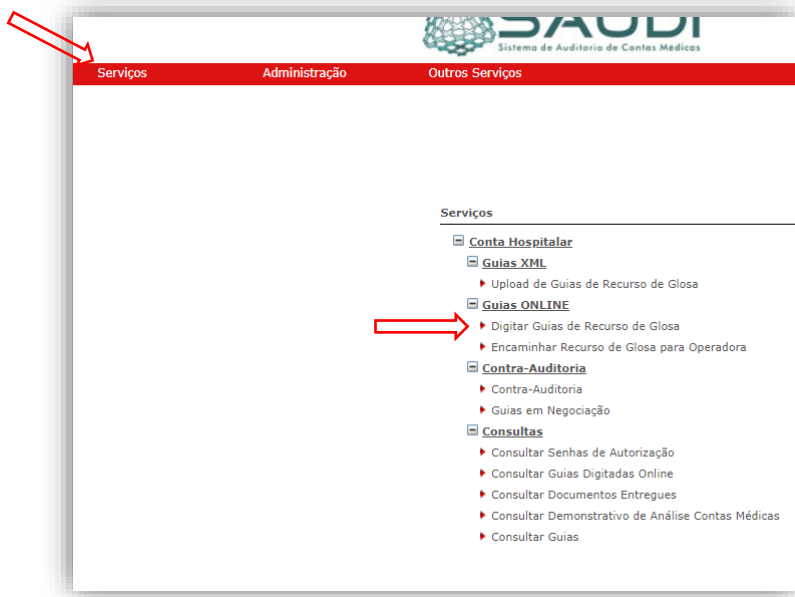 SAUDI
Sistema de Auditoria de Contas Médicas
Serviços Administração Outros Serviços
Serviços
Conta Hospitalar
Guias XML
Upload de Guias de Recurso de Glosa
Guias ONLINE
Digitar Guias de Recurso de Glosa
Encaminhar Recurso de Glosa para Operadora
Contra-Auditoria
Contra-Auditoria
Guias em Negociação
Consultas
Consultar Senhas de Autorização
Consultar Guias Digitadas Online
Consultar Documentos Entregues
Consultar Demonstrativo de Análise Contas Médicas
Consultar Guias